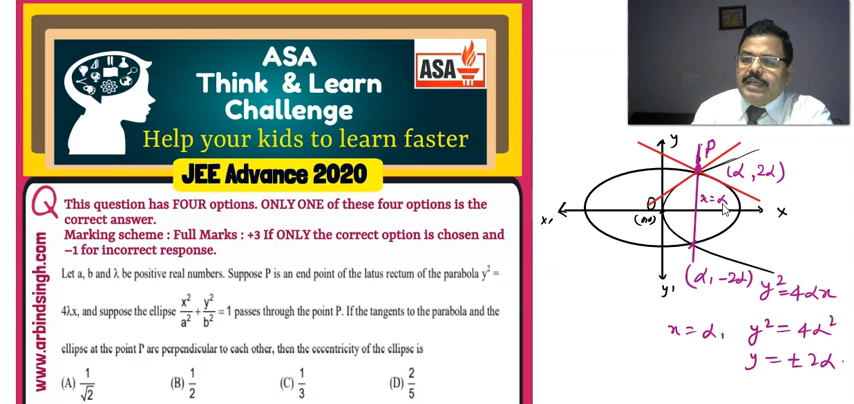 ASA
Think & Learn
Challenge
Help your kids to learn faster
ASA
JEE Advance 2020
Q This question has FOUR options. ONLY ONE of these four options is the
correct answer.
Marking scheme : Full Marks : +3 If ONLY the correct option is chosen and
–1 for incorrect response.
Let a, b and λ be positive real numbers. Suppose P is an end point of the latus rectum of the parabola y² =
4λx, and suppose the ellipse x²/a² + y²/b² = 1 passes through the point P. If the tangents to the parabola and the
ellipse at the point P are perpendicular to each other, then the eccentricity of the ellipse is
(A) 1/√2 (B) 1/2 (C) 1/3 (D) 2/5
www.arbindsingh.com
y
P
(α, 2α)
x=α
O
(0,0)
x' x
y'
(α, -2α)
y²=4αx
x=α, y²=4α²
y=±2α.